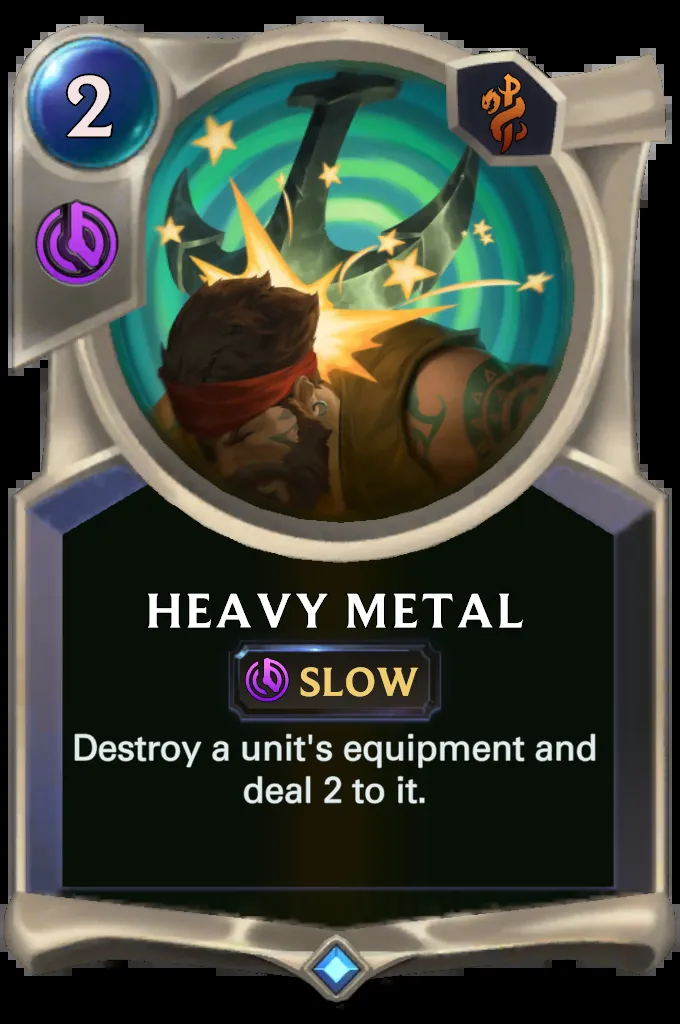 2
HEAVY METAL
SLOW
Destroy a unit's equipment and
deal 2 to it.